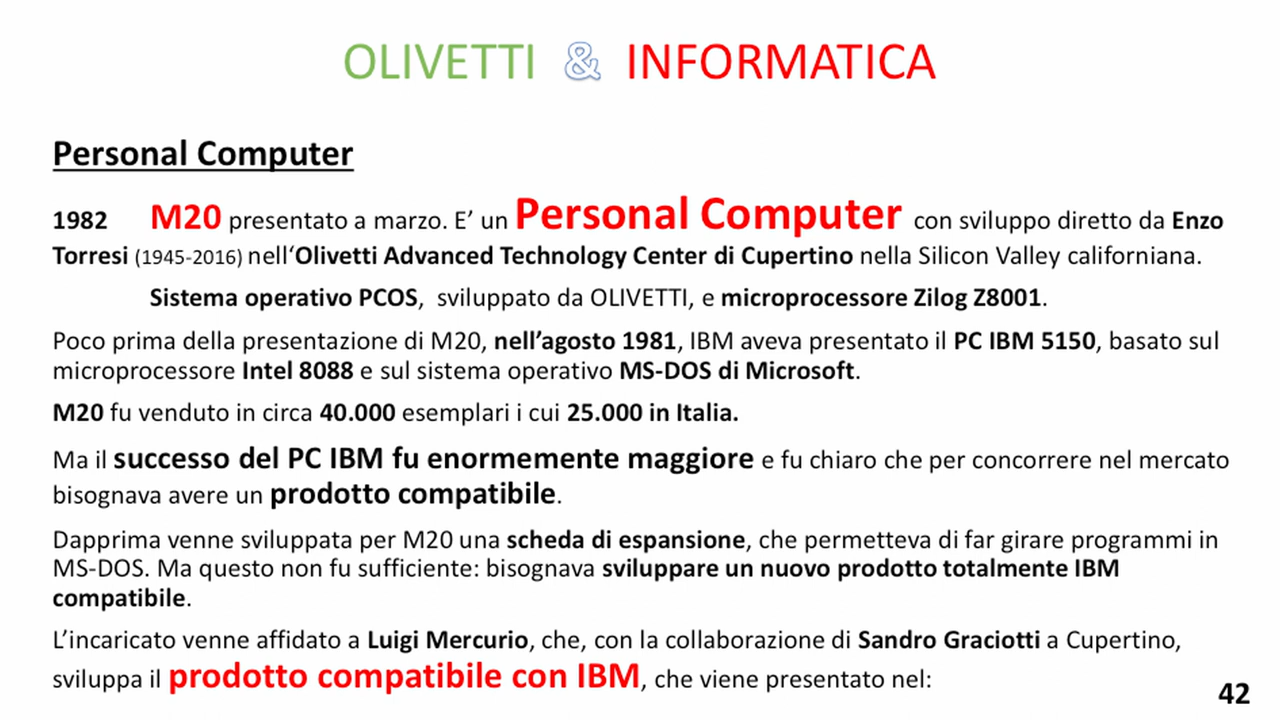 OLIVETTI & INFORMATICA
Personal Computer
1982 M20 presentato a marzo. E’ un Personal Computer con sviluppo diretto da Enzo
Torresi (1945-2016) nell‘Olivetti Advanced Technology Center di Cupertino nella Silicon Valley californiana.
Sistema operativo PCOS, sviluppato da OLIVETTI, e microprocessore Zilog Z8001.
Poco prima della presentazione di M20, nell’agosto 1981, IBM aveva presentato il PC IBM 5150, basato sul
microprocessore Intel 8088 e sul sistema operativo MS-DOS di Microsoft.
M20 fu venduto in circa 40.000 esemplari i cui 25.000 in Italia.
Ma il successo del PC IBM fu enormemente maggiore e fu chiaro che per concorrere nel mercato
bisognava avere un prodotto compatibile.
Dapprima venne sviluppata per M20 una scheda di espansione, che permetteva di far girare programmi in
MS-DOS. Ma questo non fu sufficiente: bisognava sviluppare un nuovo prodotto totalmente IBM
compatibile.
L’incaricato venne affidato a Luigi Mercurio, che, con la collaborazione di Sandro Graciotti a Cupertino,
sviluppa il prodotto compatibile con IBM, che viene presentato nel:
42